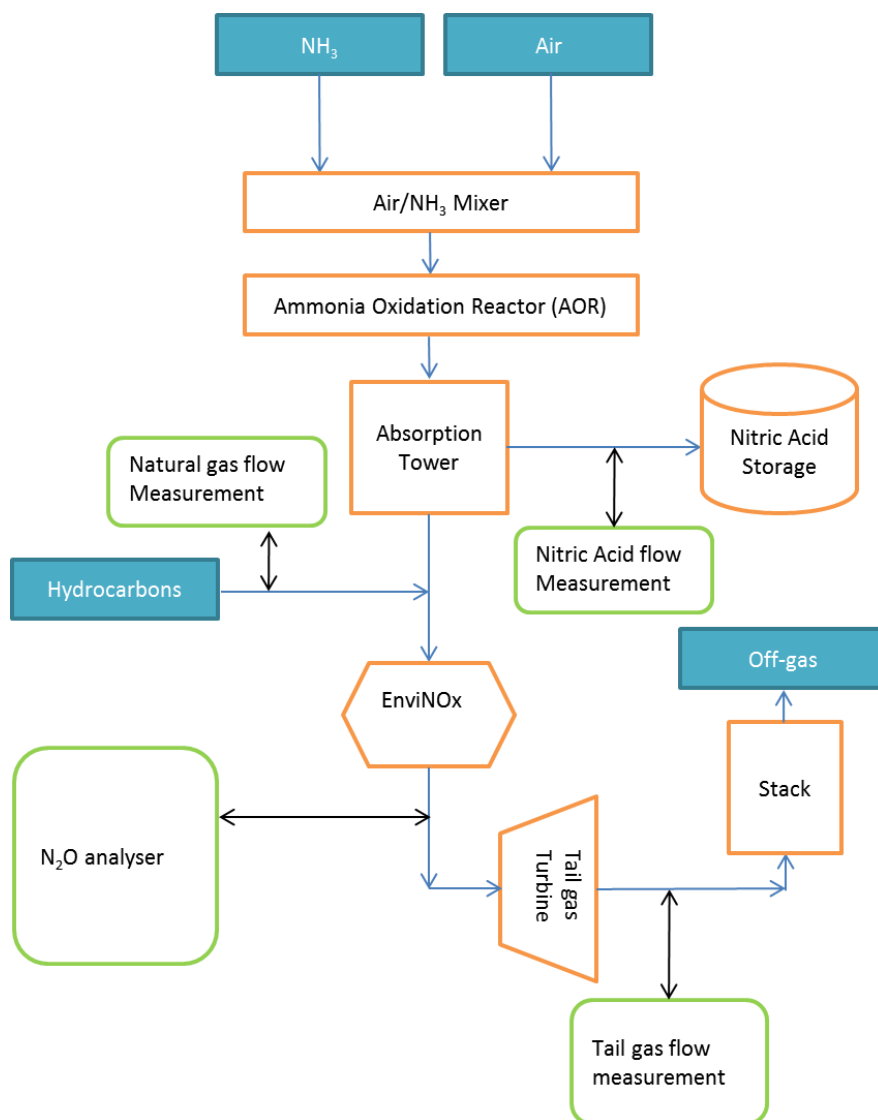 NH₃
Air
Air/NH₃ Mixer
Ammonia Oxidation Reactor (AOR)
Absorption
Tower
Nitric Acid
Storage
Natural gas flow
Measurement
Nitric Acid flow
Measurement
Hydrocarbons
Off-gas
EnviNOx
Stack
N₂O analyser
Tail gas
Turbine
Tail gas flow
measurement